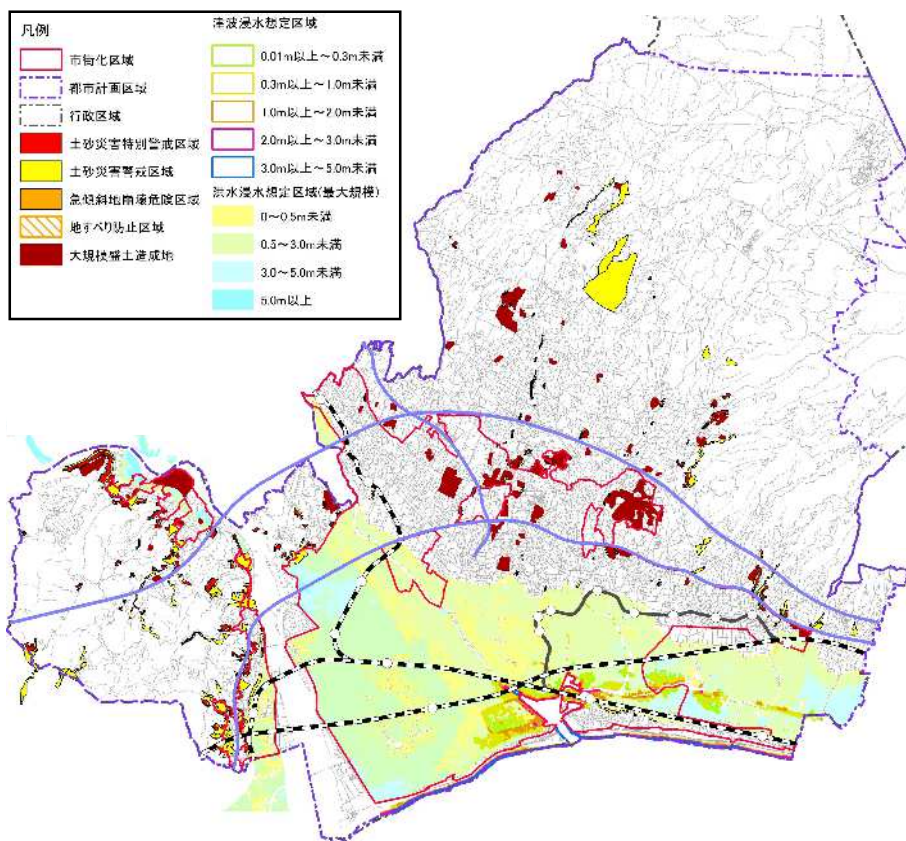 凡例
市街化区域
都市計画区域
行政区域
土砂災害特別警戒区域
土砂災害警戒区域
急傾斜地崩壊危険区域
地すべり防止区域
大規模盛土造成地
津波浸水想定区域
0.01m以上～0.3m未満
0.3m以上～1.0m未満
1.0m以上～2.0m未満
2.0m以上～3.0m未満
3.0m以上～5.0m未満
洪水浸水想定区域(最大規模)
0～0.5m未満
0.5～3.0m未満
3.0～5.0m未満
5.0m以上